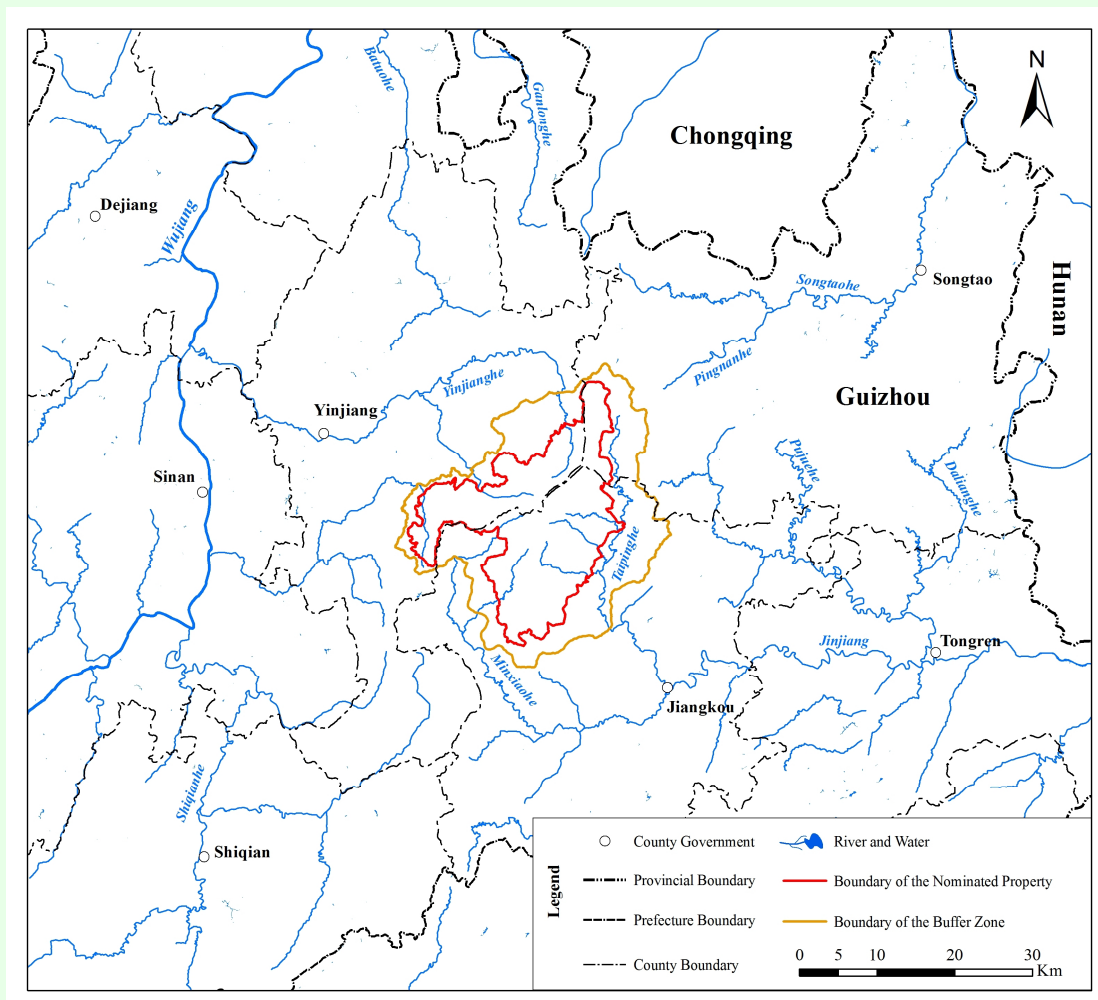 N
Batuohe
Ganlonghe
Chongqing
Dejiang
Wujiang
Songtaohe
Songtao
Hunan
Pingnanhe
Yinjianghe
Guizhou
Yinjiang
Sinan
Pujuehe
Dalianghe
Taipinghe
Jinjiang
Tongren
Minxiaohe
Jiangkou
Shiqianhe
Shiqian
Legend
County Government
River and Water
Provincial Boundary
Boundary of the Nominated Property
Prefecture Boundary
Boundary of the Buffer Zone
County Boundary
0 5 10 20 30
Km